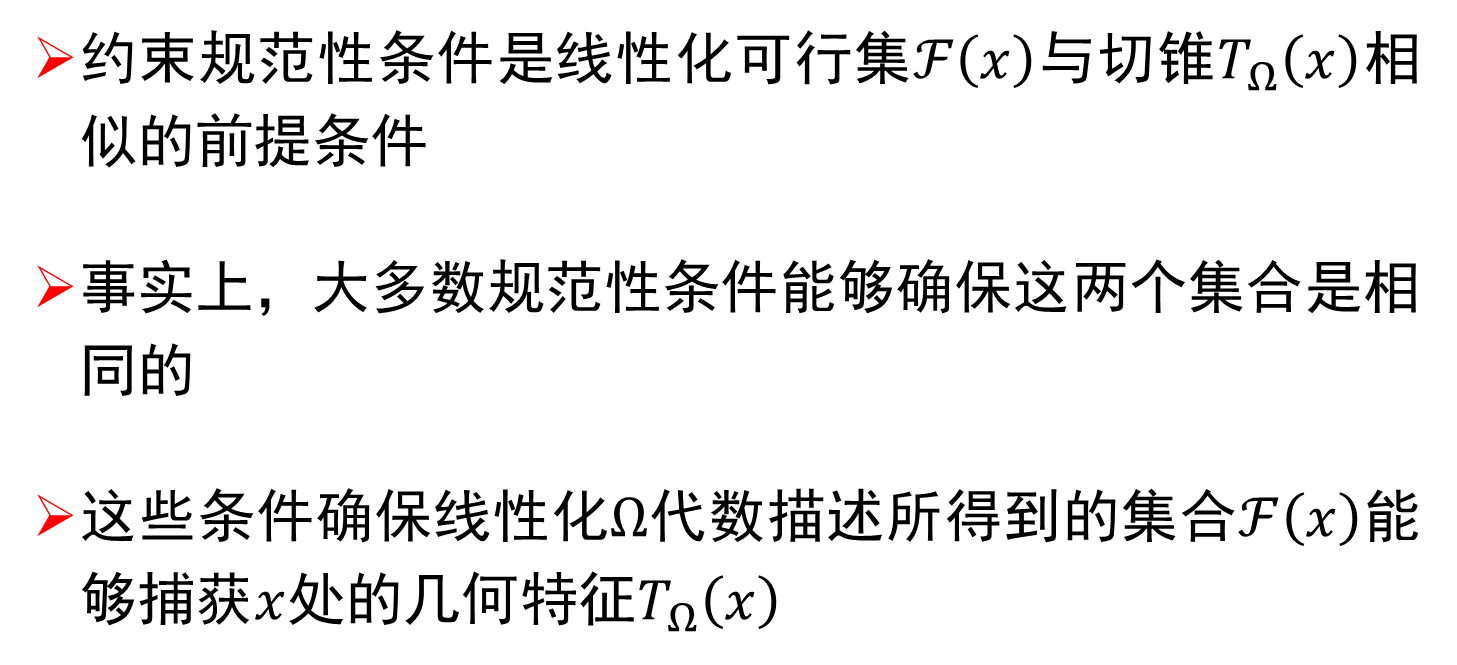 ➢约束规范性条件是线性化可行集ℱ(x)与切锥T_Ω(x)相
似的前提条件
➢事实上，大多数规范性条件能够确保这两个集合是相
同的
➢这些条件确保线性化Ω代数描述所得到的集合ℱ(x)能
够捕获x处的几何特征T_Ω(x)